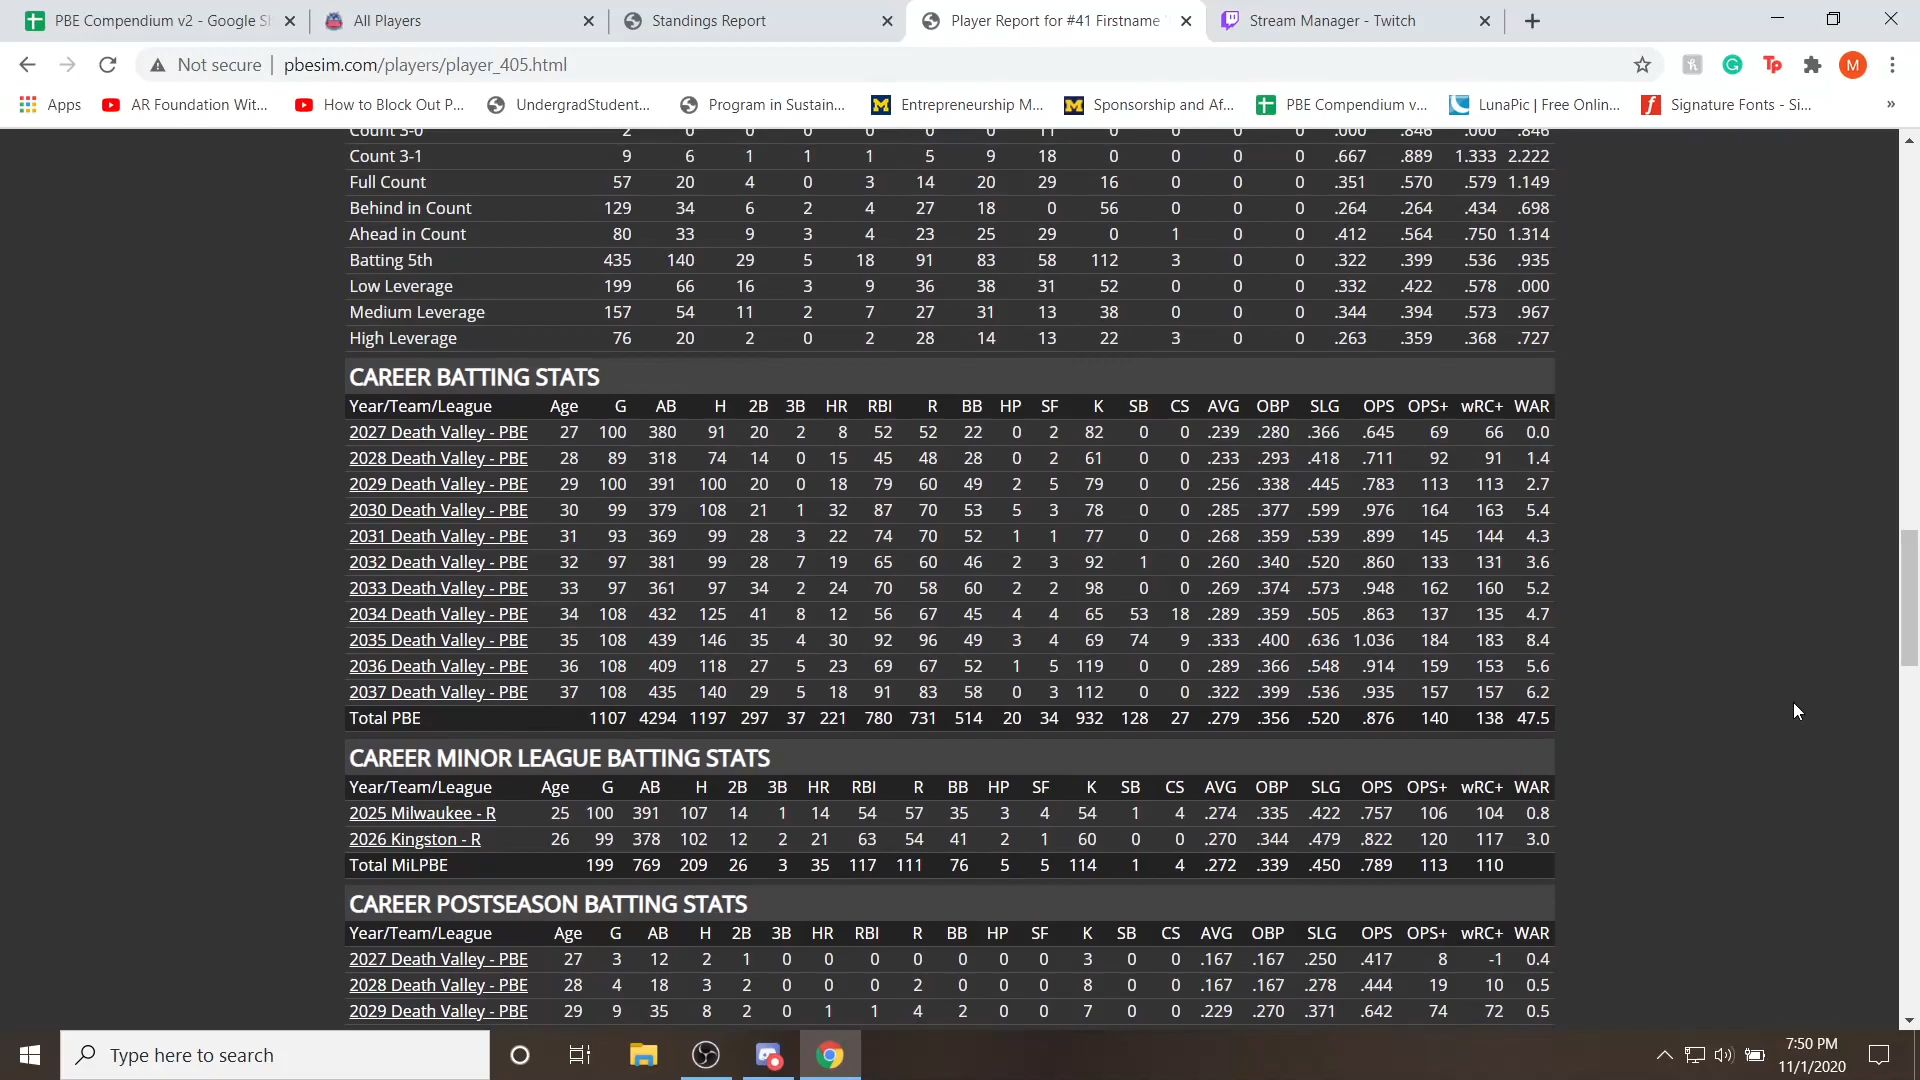 PBE Compendium v2 - Google Sh
All Players
Standings Report
Player Report for #41 Firstname '
Stream Manager - Twitch
Not secure | pbesim.com/players/player_405.html
M
Apps AR Foundation Wit... How to Block Out P... UndergradStudent... Program in Sustain... Entrepreneurship M... Sponsorship and Af... PBE Compendium v... LunaPic | Free Onlin... Signature Fonts - Si... »
Count 3-0 2 0 0 0 0 0 0 11 0 0 0 0 .000 .846 .000 .846
Count 3-1 9 6 1 1 1 5 9 18 0 0 0 0 .667 .889 1.333 2.222
Full Count 57 20 4 0 3 14 20 29 16 0 0 0 .351 .570 .579 1.149
Behind in Count 129 34 6 2 4 27 18 0 56 0 0 0 .264 .264 .434 .698
Ahead in Count 80 33 9 3 4 23 25 29 0 1 0 0 .412 .564 .750 1.314
Batting 5th 435 140 29 5 18 91 83 58 112 3 0 0 .322 .399 .536 .935
Low Leverage 199 66 16 3 9 36 38 31 52 0 0 0 .332 .422 .578 .000
Medium Leverage 157 54 11 2 7 27 31 13 38 0 0 0 .344 .394 .573 .967
High Leverage 76 20 2 0 2 28 14 13 22 3 0 0 .263 .359 .368 .727
CAREER BATTING STATS
Year/Team/League Age G AB H 2B 3B HR RBI R BB HP SF K SB CS AVG OBP SLG OPS OPS+ wRC+ WAR
2027 Death Valley - PBE 27 100 380 91 20 2 8 52 52 22 0 2 82 0 0 .239 .280 .366 .645 69 66 0.0
2028 Death Valley - PBE 28 89 318 74 14 0 15 45 48 28 0 2 61 0 0 .233 .293 .418 .711 92 91 1.4
2029 Death Valley - PBE 29 100 391 100 20 0 18 79 60 49 2 5 79 0 0 .256 .338 .445 .783 113 113 2.7
2030 Death Valley - PBE 30 99 379 108 21 1 32 87 70 53 5 3 78 0 0 .285 .377 .599 .976 164 163 5.4
2031 Death Valley - PBE 31 93 369 99 28 3 22 74 70 52 1 1 77 0 0 .268 .359 .539 .899 145 144 4.3
2032 Death Valley - PBE 32 97 381 99 28 7 19 65 60 46 2 3 92 1 0 .260 .340 .520 .860 133 131 3.6
2033 Death Valley - PBE 33 97 361 97 34 2 24 70 58 60 2 2 98 0 0 .269 .374 .573 .948 162 160 5.2
2034 Death Valley - PBE 34 108 432 125 41 8 12 56 67 45 4 4 65 53 18 .289 .359 .505 .863 137 135 4.7
2035 Death Valley - PBE 35 108 439 146 35 4 30 92 96 49 3 4 69 74 9 .333 .400 .636 1.036 184 183 8.4
2036 Death Valley - PBE 36 108 409 118 27 5 23 69 67 52 1 5 119 0 0 .289 .366 .548 .914 159 153 5.6
2037 Death Valley - PBE 37 108 435 140 29 5 18 91 83 58 0 3 112 0 0 .322 .399 .536 .935 157 157 6.2
Total PBE 1107 4294 1197 297 37 221 780 731 514 20 34 932 128 27 .279 .356 .520 .876 140 138 47.5
CAREER MINOR LEAGUE BATTING STATS
Year/Team/League Age G AB H 2B 3B HR RBI R BB HP SF K SB CS AVG OBP SLG OPS OPS+ wRC+ WAR
2025 Milwaukee - R 25 100 391 107 14 1 14 54 57 35 3 4 54 1 4 .274 .335 .422 .757 106 104 0.8
2026 Kingston - R 26 99 378 102 12 2 21 63 54 41 2 1 60 0 0 .270 .344 .479 .822 120 117 3.0
Total MiLPBE 199 769 209 26 3 35 117 111 76 5 5 114 1 4 .272 .339 .450 .789 113 110
CAREER POSTSEASON BATTING STATS
Year/Team/League Age G AB H 2B 3B HR RBI R BB HP SF K SB CS AVG OBP SLG OPS OPS+ wRC+ WAR
2027 Death Valley - PBE 27 3 12 2 1 0 0 0 0 0 0 0 3 0 0 .167 .167 .250 .417 8 -1 0.4
2028 Death Valley - PBE 28 4 18 3 2 0 0 0 2 0 0 0 8 0 0 .167 .167 .278 .444 19 10 0.5
2029 Death Valley - PBE 29 9 35 8 2 0 1 1 4 2 0 0 7 0 0 .229 .270 .371 .642 74 72 0.5
Type here to search
7:50 PM
11/1/2020